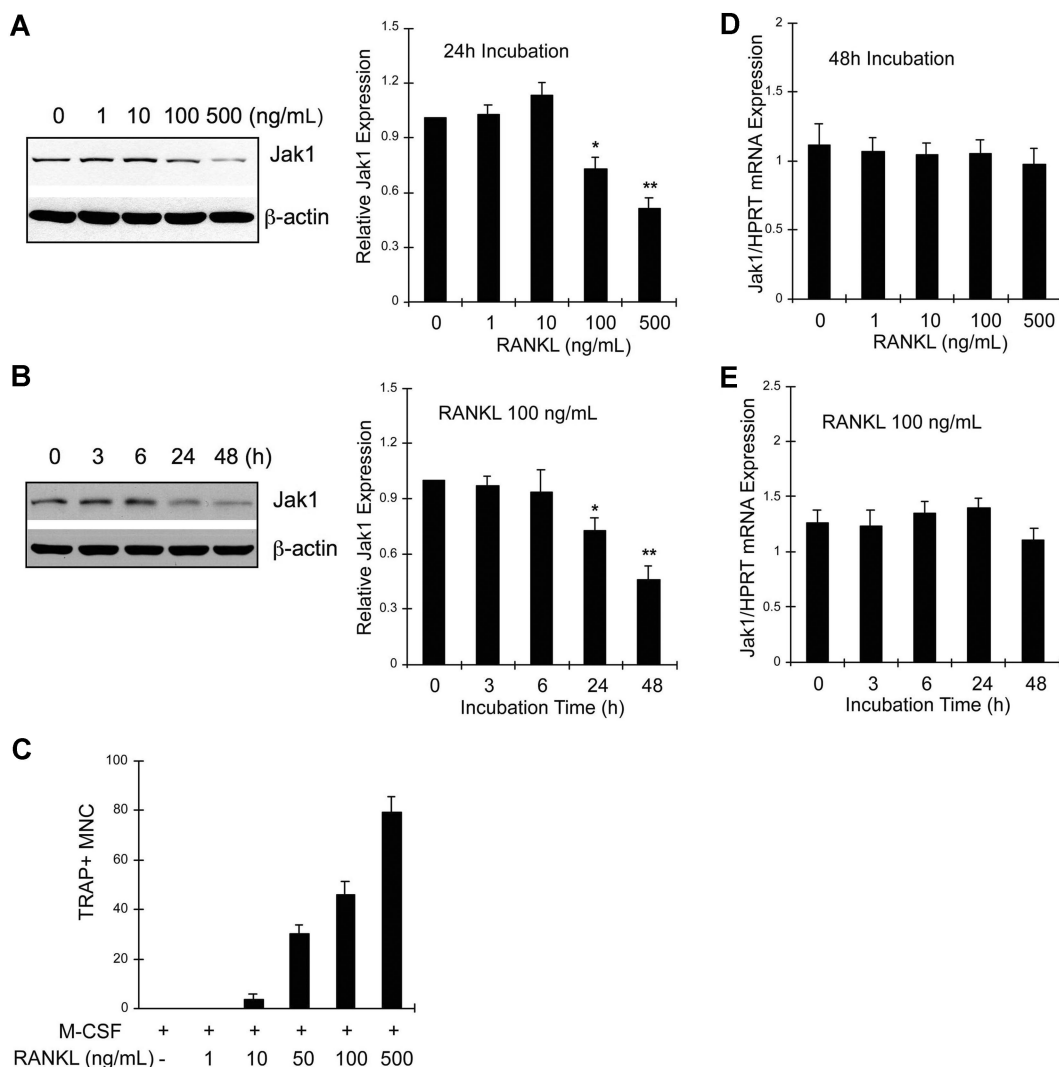 A
0 1 10 100 500 (ng/mL)
Jak1
β-actin
24h Incubation
Relative Jak1 Expression
1.5
1.2
0.9
0.6
0.3
0
*
**
0 1 10 100 500
RANKL (ng/mL)
D
48h Incubation
Jak1/HPRT mRNA Expression
2
1.5
1
0.5
0
0 1 10 100 500
RANKL (ng/mL)
B
0 3 6 24 48 (h)
Jak1
β-actin
RANKL 100 ng/mL
Relative Jak1 Expression
1.5
1.2
0.9
0.6
0.3
0
*
**
0 3 6 24 48
Incubation Time (h)
E
RANKL 100 ng/mL
Jak1/HPRT mRNA Expression
2.5
2
1.5
1
0.5
0
0 3 6 24 48
Incubation Time (h)
C
TRAP+ MNC
100
80
60
40
20
0
M-CSF + + + + + +
RANKL (ng/mL) - 1 10 50 100 500